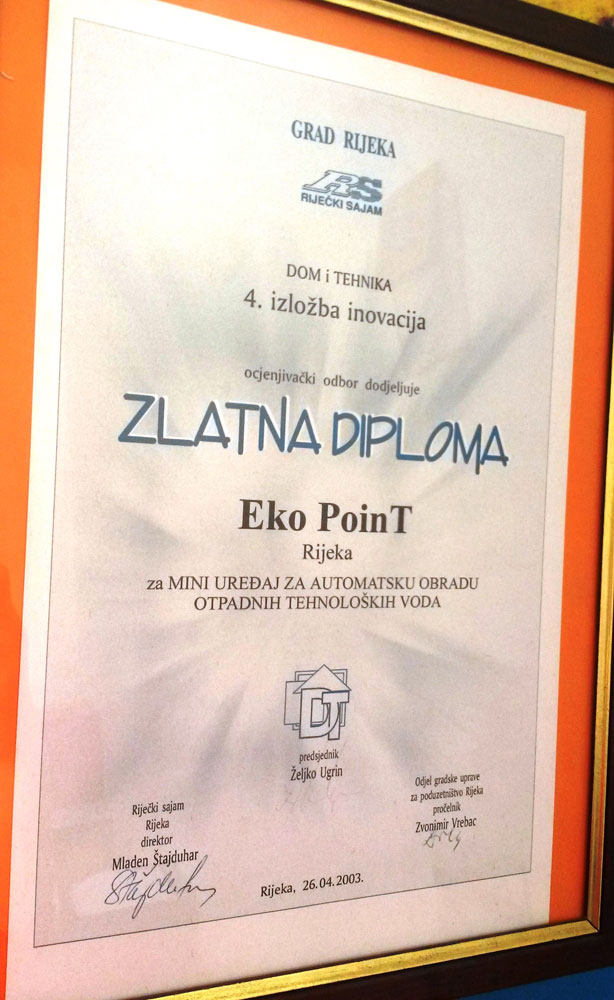 GRAD RIJEKA
RS
RIJEČKI SAJAM
DOM i TEHNIKA
4. izložba inovacija
ocjenjivački odbor dodjeljuje
ZLATNA DIPLOMA
Eko PoinT
Rijeka
za MINI UREĐAJ ZA AUTOMATSKU OBRADU
OTPADNIH TEHNOLOŠKIH VODA
DT
predsjednik
Željko Ugrin
Riječki sajam
Rijeka
direktor
Mladen Štajduhar
Odjel gradske uprave
za poduzetništvo Rijeka
pročelnik
Zvonimir Vrebac
Rijeka, 26.04.2003.